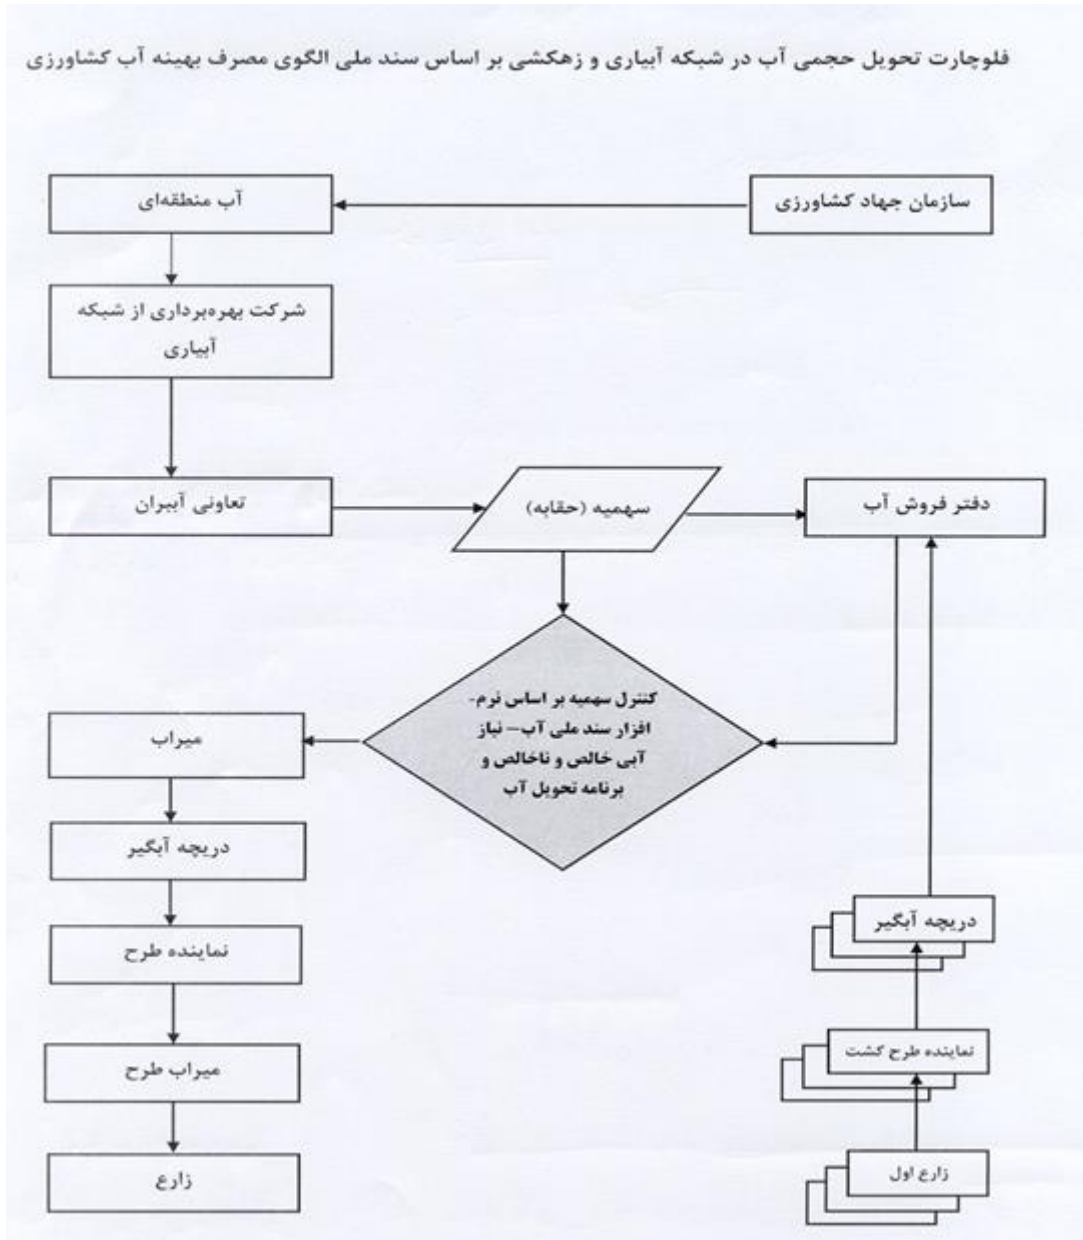 فلوچارت تحویل حجمی آب در شبکه آبیاری و زهکشی بر اساس سند ملی الگوی مصرف بهینه آب کشاورزی
سازمان جهاد کشاورزی
آب منطقه‌ای
شرکت بهره‌برداری از شبکه
آبیاری
تعاونی آببران
سهمیه (حقابه)
دفتر فروش آب
کنترل سهمیه بر اساس نرم-
افزار سند ملی آب– نیاز
آبی خالص و ناخالص و
برنامه تحویل آب
میراب
دریچه آبگیر
نماینده طرح
میراب طرح
زارع
دریچه آبگیر
نماینده طرح کشت
زارع اول